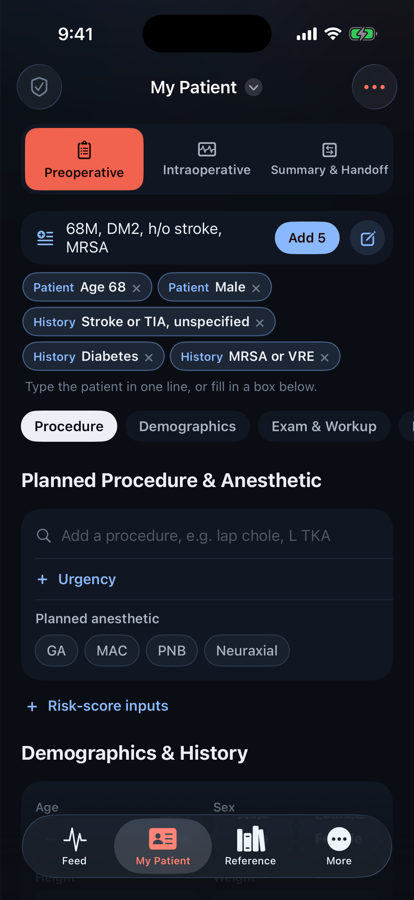 9:41
My Patient
Preoperative
Intraoperative
Summary & Handoff
68M, DM2, h/o stroke,
MRSA
Add 5
Patient Age 68 ×
Patient Male ×
History Stroke or TIA, unspecified ×
History Diabetes ×
History MRSA or VRE ×
Type the patient in one line, or fill in a box below.
Procedure
Demographics
Exam & Workup
Planned Procedure & Anesthetic
Add a procedure, e.g. lap chole, L TKA
+ Urgency
Planned anesthetic
GA
MAC
PNB
Neuraxial
+ Risk-score inputs
Demographics & History
Age
Sex
Feed
My Patient
Reference
More
Height
Weight